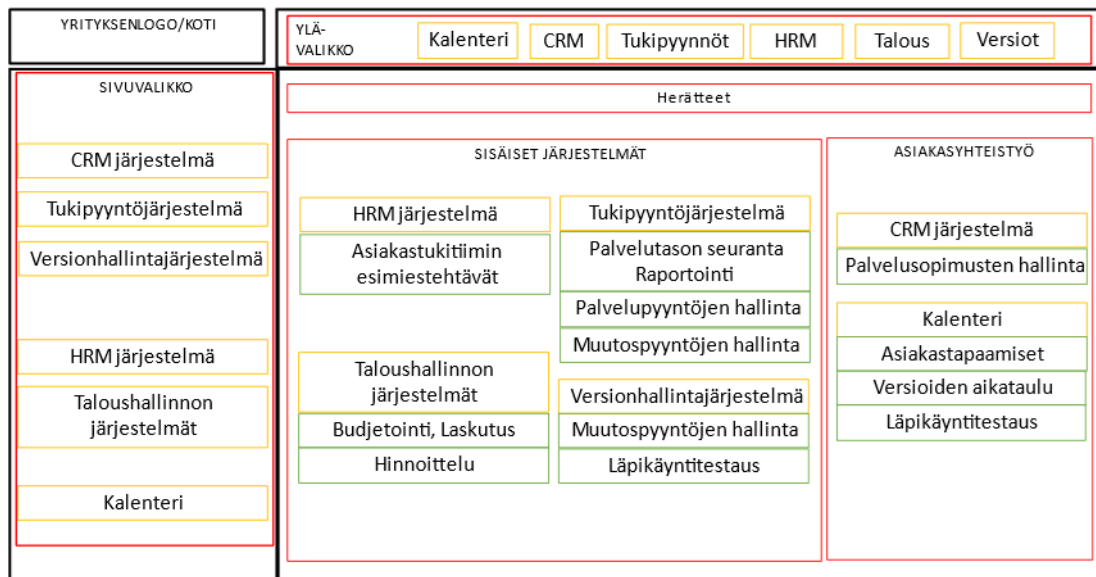 YRITYKSENLOGO/KOTI
YLÄ-
VALIKKO
Kalenteri
CRM
Tukipyynnöt
HRM
Talous
Versiot
SIVUVALIKKO
CRM järjestelmä
Tukipyyntöjärjestelmä
Versionhallintajärjestelmä
HRM järjestelmä
Taloushallinnon
järjestelmät
Kalenteri
Herätteet
SISÄISET JÄRJESTELMÄT
HRM järjestelmä
Asiakastukitiimin
esimiestehtävät
Taloushallinnon
järjestelmät
Budjetointi, Laskutus
Hinnoittelu
Tukipyyntöjärjestelmä
Palvelutason seuranta
Raportointi
Palvelupyyntöjen hallinta
Muutospyyntöjen hallinta
Versionhallintajärjestelmä
Muutospyyntöjen hallinta
Läpikäyntitestaus
ASIAKASYHTEISTYÖ
CRM järjestelmä
Palvelusopimusten hallinta
Kalenteri
Asiakastapaamiset
Versioiden aikataulu
Läpikäyntitestaus